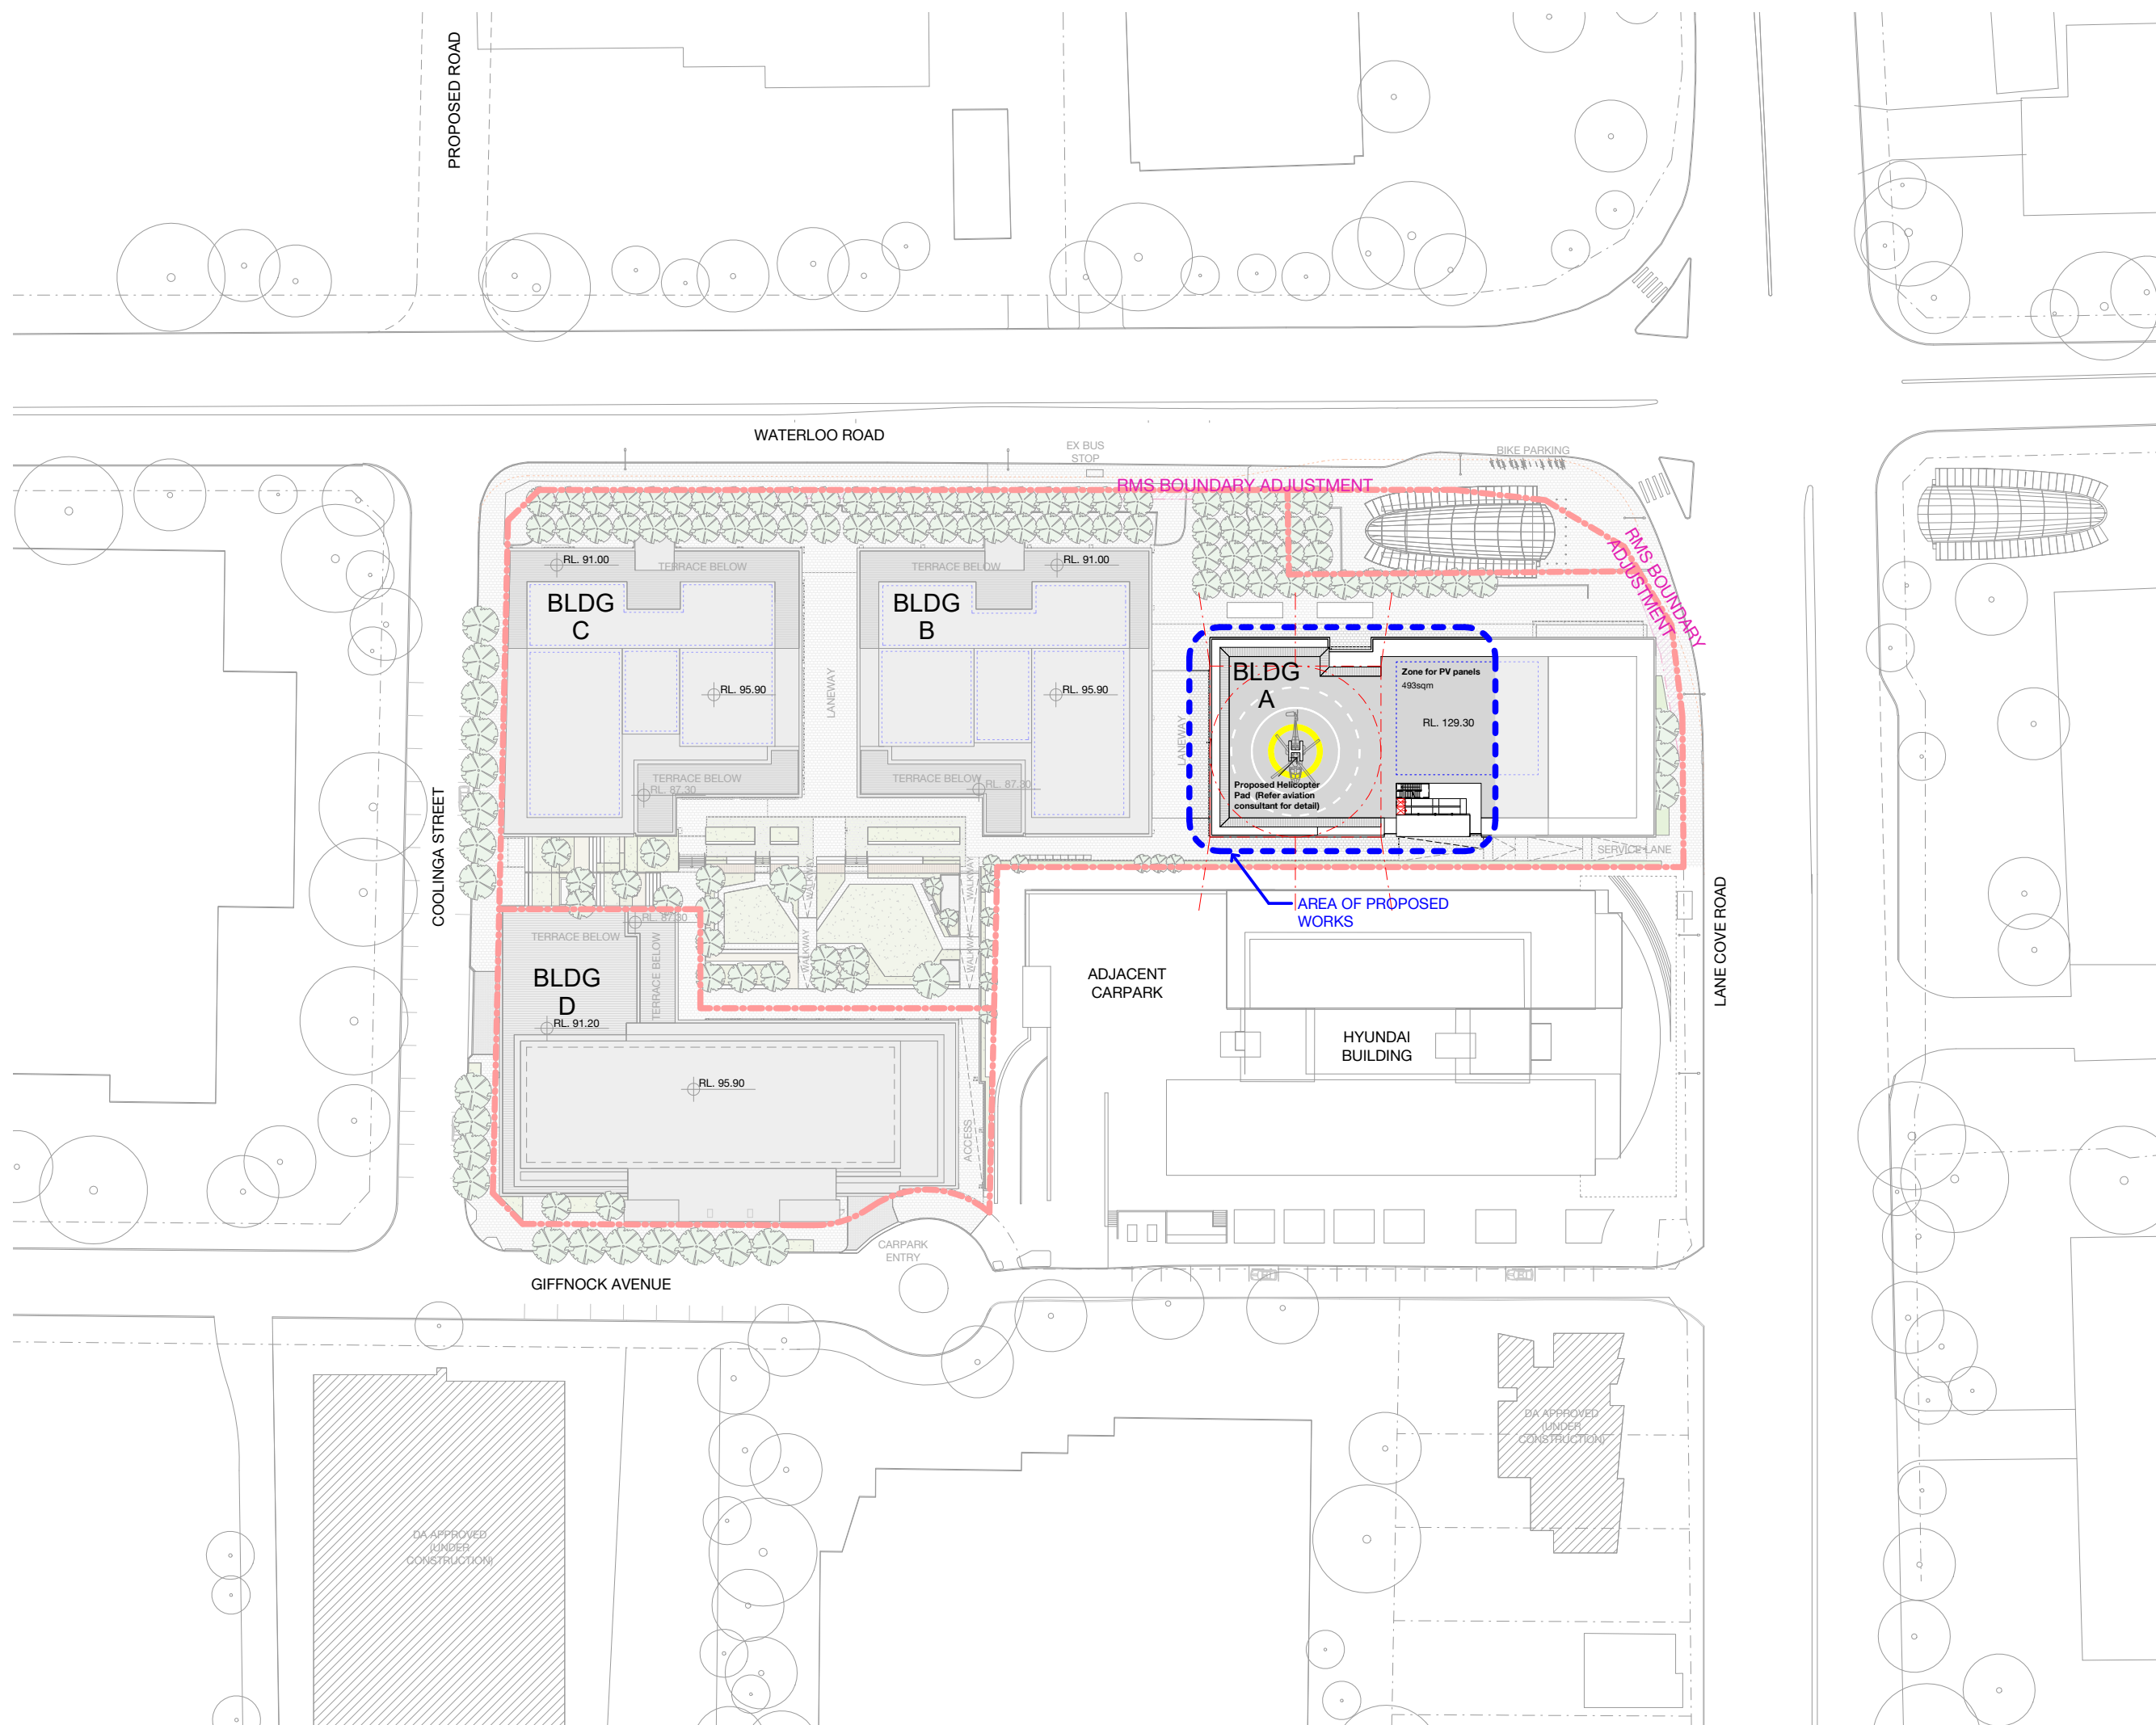 PROPOSED ROAD
WATERLOO ROAD
EX BUS
STOP
BIKE PARKING
RMS BOUNDARY ADJUSTMENT
RMS BOUNDARY
ADJUSTMENT
RL. 91.00
TERRACE BELOW
BLDG
C
RL. 95.90
TERRACE BELOW
RL. 87.30
LANEWAY
TERRACE BELOW
RL. 91.00
BLDG
B
RL. 95.90
TERRACE BELOW
RL. 87.30
LANEWAY
BLDG
A
Zone for PV panels
493sqm
RL. 129.30
H
Proposed Helicopter
Pad (Refer aviation
consultant for detail)
SERVICE LANE
COOLINGA STREET
WALKWAY
WALKWAY
WALKWAY
WALKWAY
AREA OF PROPOSED
WORKS
LANE COVE ROAD
RL. 87.30
TERRACE BELOW
TERRACE BELOW
BLDG
D
RL. 91.20
RL. 95.90
ACCESS
ADJACENT
CARPARK
HYUNDAI
BUILDING
CARPARK
ENTRY
GIFFNOCK AVENUE
DA APPROVED
(UNDER
CONSTRUCTION)
DA APPROVED
(UNDER
CONSTRUCTION)